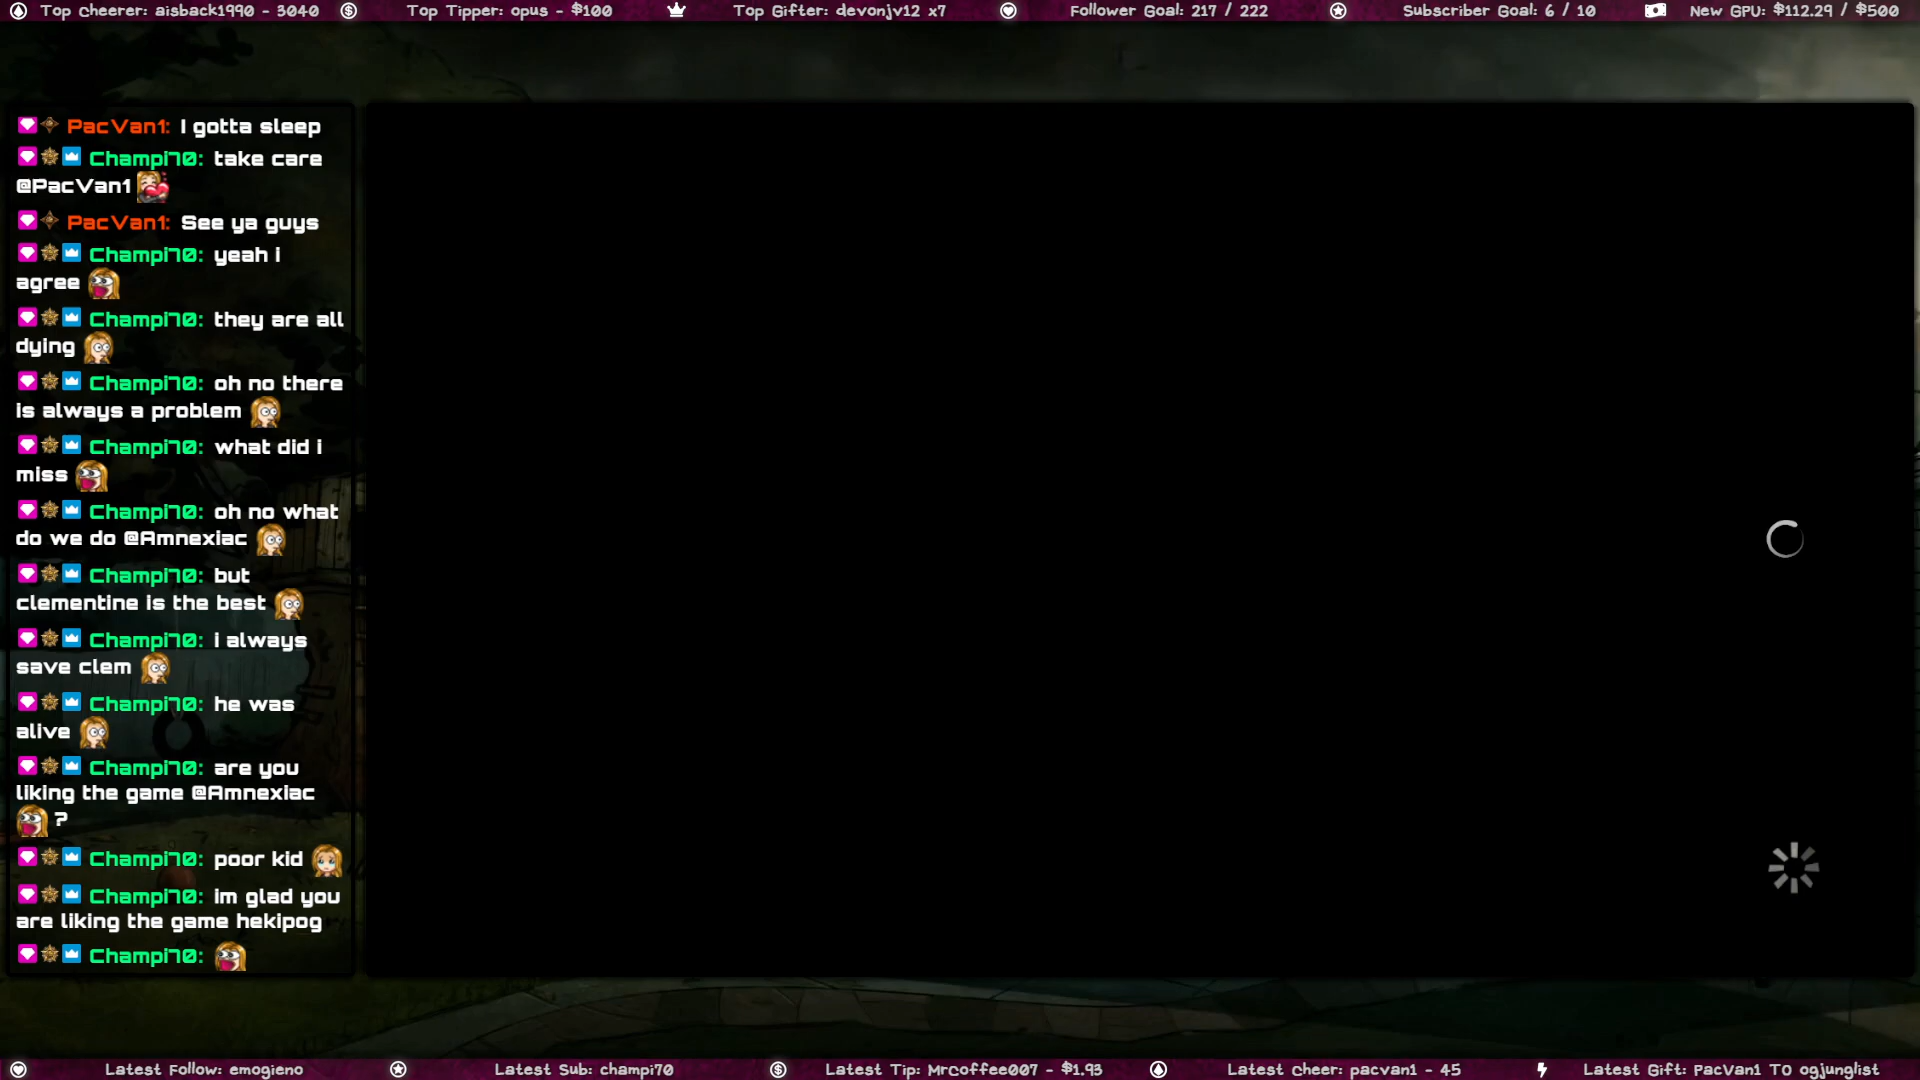 Top Cheerer: aisback1990 - 3040 Top Tipper: opus - $100 Top Gifter: devonjv12 x7 Follower Goal: 217 / 222 Subscriber Goal: 6 / 10 New GPU: $112.29 / $500
PacVan1: I gotta sleep
Champi70: take care
@PacVan1
PacVan1: See ya guys
Champi70: yeah i
agree
Champi70: they are all
dying
Champi70: oh no there
is always a problem
Champi70: what did i
miss
Champi70: oh no what
do we do @Amnexiac
Champi70: but
clementine is the best
Champi70: i always
save clem
Champi70: he was
alive
Champi70: are you
liking the game @Amnexiac
?
Champi70: poor kid
Champi70: im glad you
are liking the game hekipog
Champi70:
Latest Follow: emogieno Latest Sub: champi70 Latest Tip: MrCoffee007 - $1.93 Latest Cheer: pacvan1 - 45 Latest Gift: PacVan1 TO ogjunglist